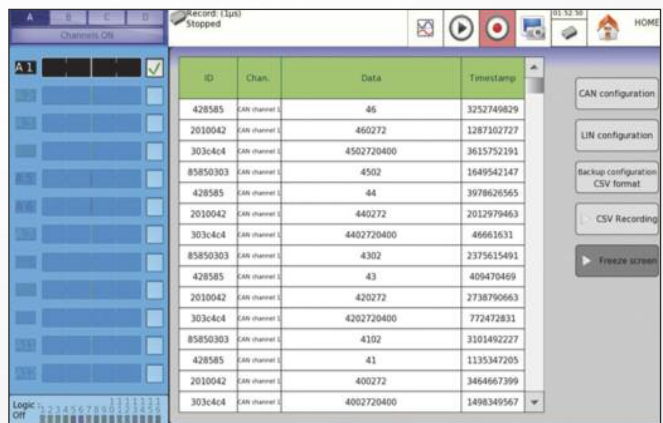 A B C D
Channels ON
Record: (1µs)
Stopped
01:52:50
HOME
A1
ID Chan. Data Timestamp
428585 CAN channel 1 46 3252749829
2010042 CAN channel 1 460272 1287102727
303c4c4 CAN channel 1 4502720400 3615752191
85850303 CAN channel 1 4502 1649542147
428585 CAN channel 1 44 3978626565
2010042 CAN channel 1 440272 2012979463
303c4c4 CAN channel 1 4402720400 46661631
85850303 CAN channel 1 4302 2375615491
428585 CAN channel 1 43 409470469
2010042 CAN channel 1 420272 2738790663
303c4c4 CAN channel 1 4202720400 772472831
85850303 CAN channel 1 4102 3101492227
428585 CAN channel 1 41 1135347205
2010042 CAN channel 1 400272 3464667399
303c4c4 CAN channel 1 4002720400 1498349567
CAN configuration
LIN configuration
Backup configuration
CSV format
CSV Recording
Freeze screen
A5
A6
Logic :
Off